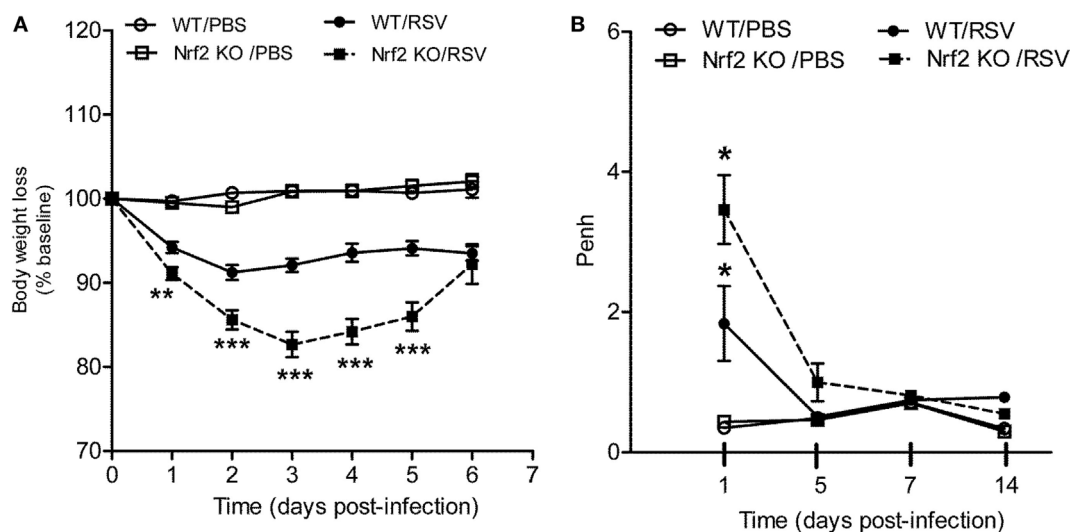 A
WT/PBS
WT/RSV
Nrf2 KO /PBS
Nrf2 KO/RSV
120
110
100
90
80
70
Body weight loss
(% baseline)
**
***
***
***
***
0 1 2 3 4 5 6 7
Time (days post-infection)
B
WT/PBS
WT/RSV
Nrf2 KO /PBS
Nrf2 KO /RSV
6
4
2
0
Penh
*
*
1 5 7 14
Time (days post-infection)